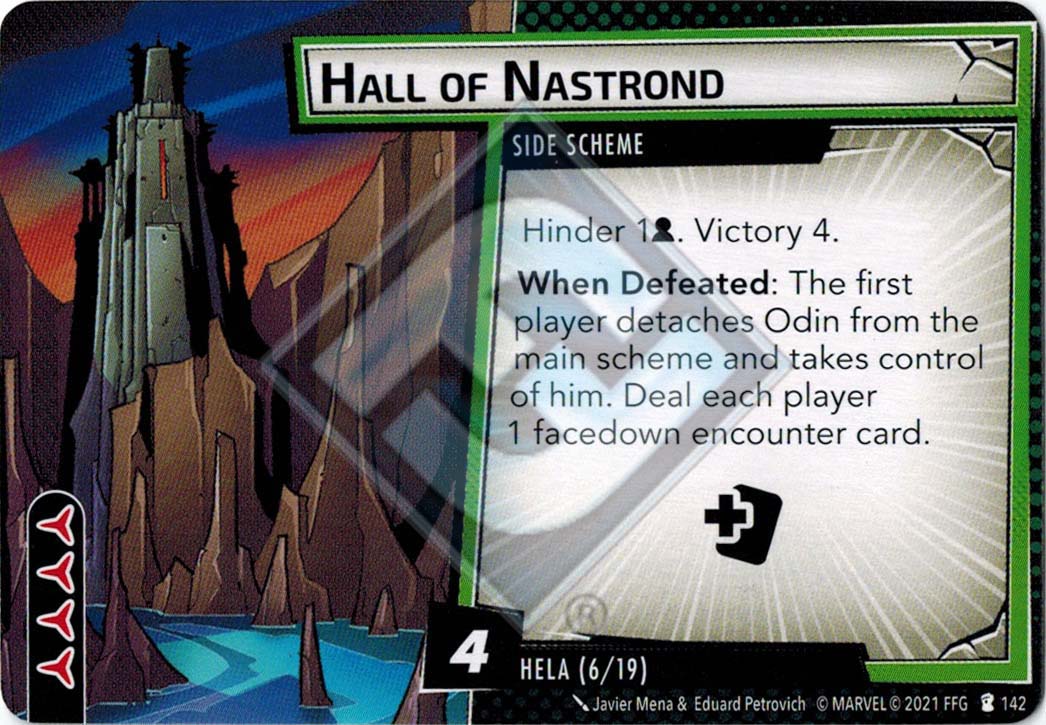 HALL OF NASTROND
SIDE SCHEME
Hinder 1. Victory 4.
When Defeated: The first
player detaches Odin from the
main scheme and takes control
of him. Deal each player
1 facedown encounter card.
4
HELA (6/19)
Javier Mena & Eduard Petrovich © MARVEL © 2021 FFG 142
®